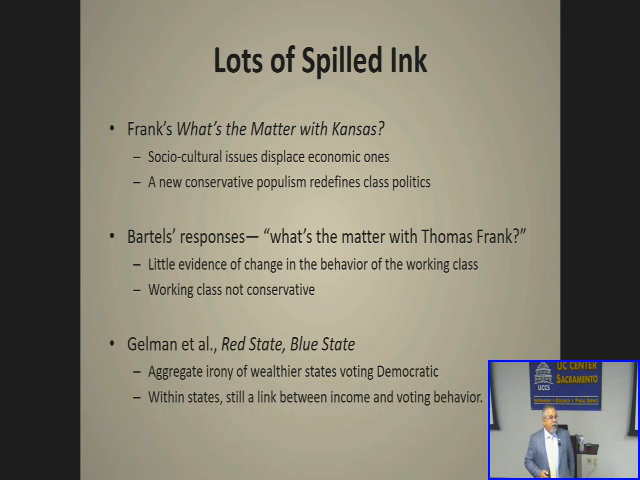 Lots of Spilled Ink
• Frank's What's the Matter with Kansas?
– Socio-cultural issues displace economic ones
– A new conservative populism redefines class politics
• Bartels' responses— "what's the matter with Thomas Frank?"
– Little evidence of change in the behavior of the working class
– Working class not conservative
• Gelman et al., Red State, Blue State
– Aggregate irony of wealthier states voting Democratic
– Within states, still a link between income and voting behavior.
UC CENTER
SACRAMENTO
UCCS